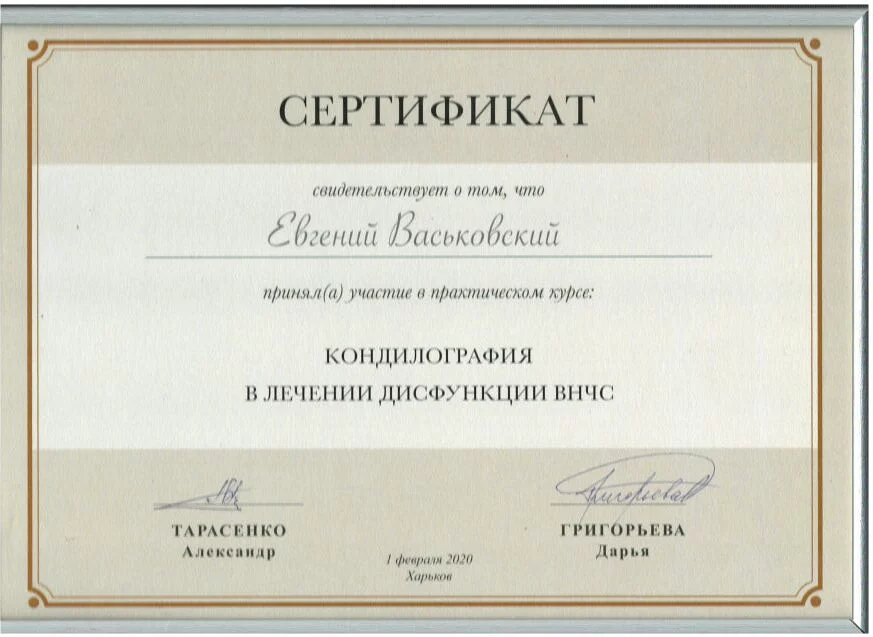 СЕРТИФИКАТ
свидетельствует о том, что
Евгений Васьковский
принял(а) участие в практическом курсе:
КОНДИЛОГРАФИЯ
В ЛЕЧЕНИИ ДИСФУНКЦИИ ВНЧС
ТАРАСЕНКО
Александр
Григорьева
ГРИГОРЬЕВА
Дарья
1 февраля 2020
Харьков